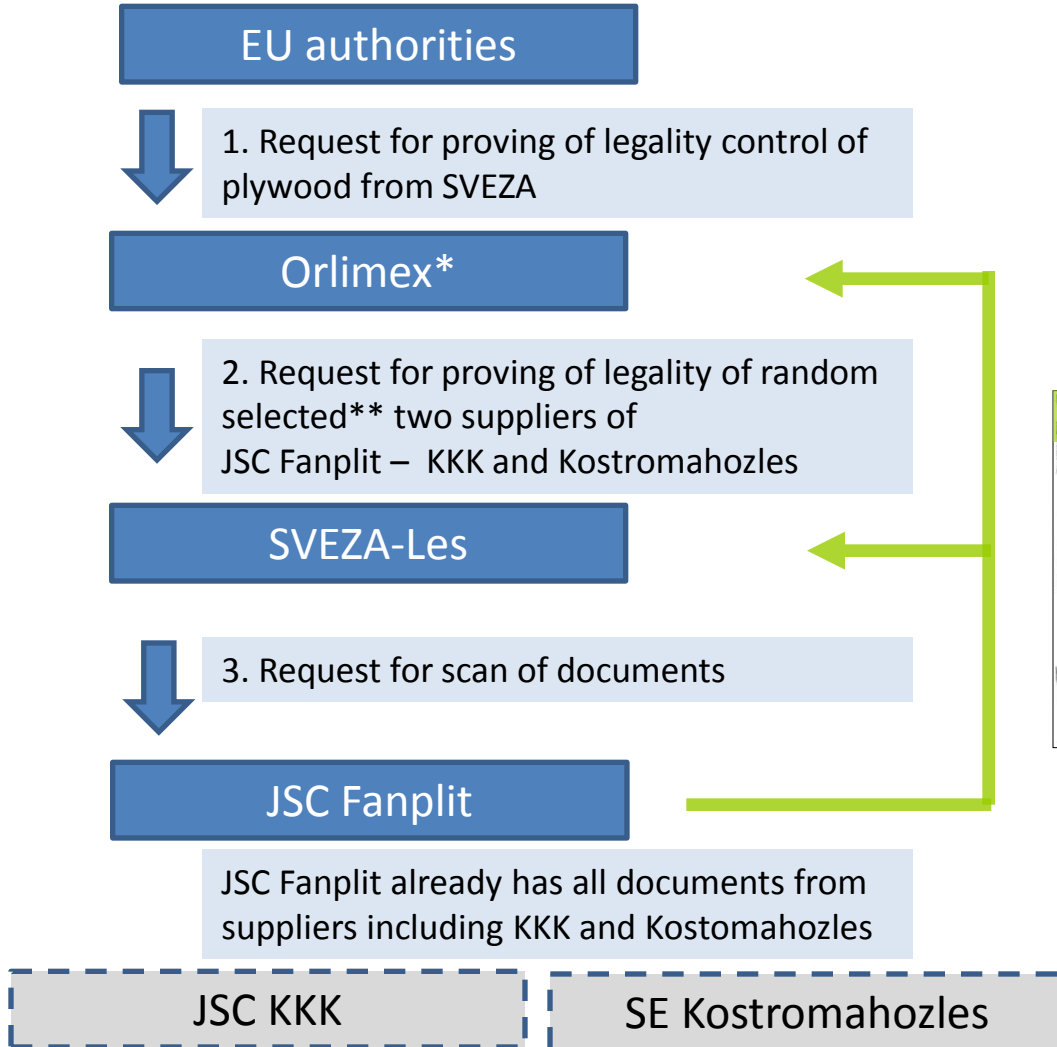 EU authorities
1. Request for proving of legality control of
plywood from SVEZA
Orlimex*
2. Request for proving of legality of random
selected** two suppliers of
JSC Fanplit – KKK and Kostromahozles
SVEZA-Les
3. Request for scan of documents
JSC Fanplit
JSC Fanplit already has all documents from
suppliers including KKK and Kostomahozles
JSC KKK
SE Kostromahozles